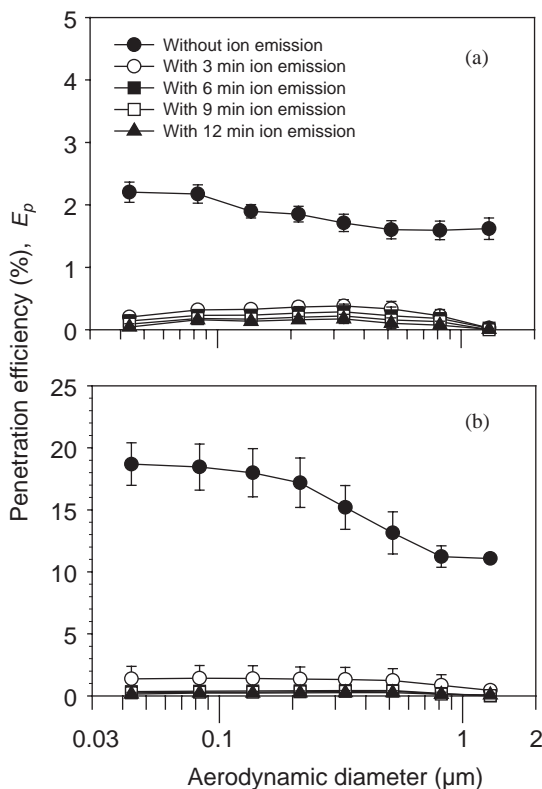 5
4
3
2
1
0
Without ion emission
With 3 min ion emission
With 6 min ion emission
With 9 min ion emission
With 12 min ion emission
(a)
Penetration efficiency (%), E_p
25
20
15
10
5
0
(b)
0.03 0.1 1 2
Aerodynamic diameter (μm)